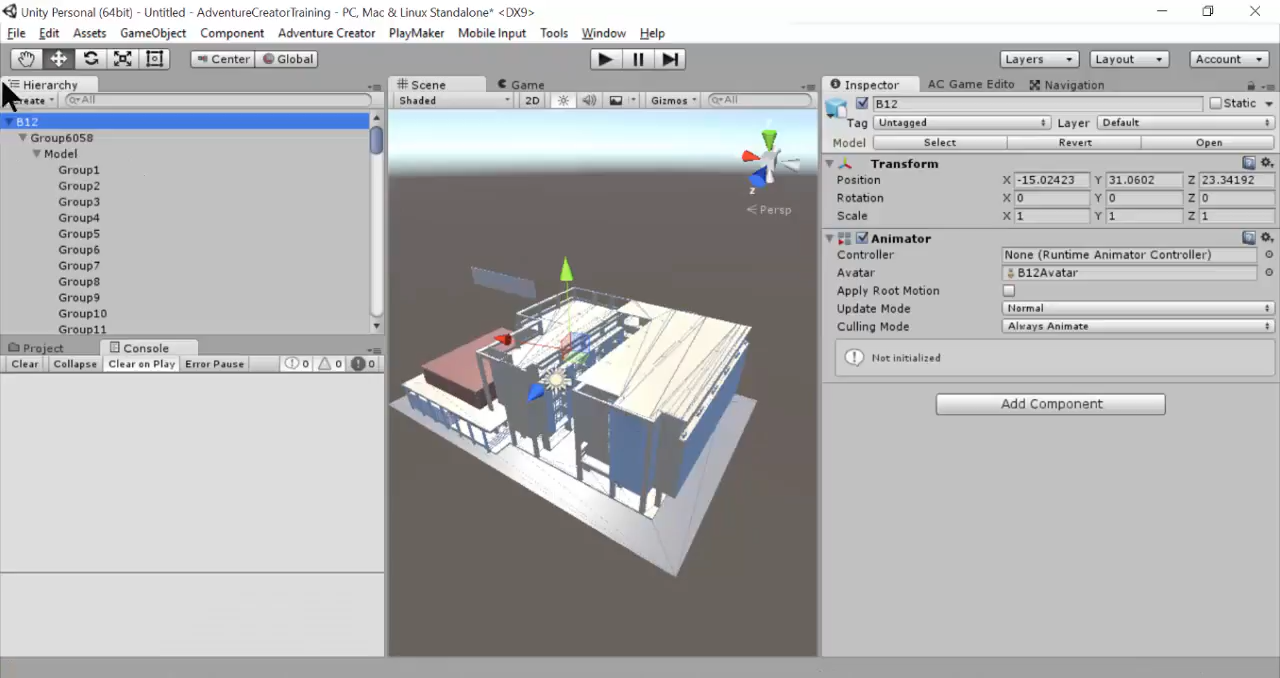 Unity Personal (64bit) - Untitled - AdventureCreatorTraining - PC, Mac & Linux Standalone* <DX9>
File Edit Assets GameObject Component Adventure Creator PlayMaker Mobile Input Tools Window Help
Center Global Layers Layout Account
Hierarchy
All
B12
Group6058
Model
Group1
Group2
Group3
Group4
Group5
Group6
Group7
Group8
Group9
Group10
Group11
Project Console
Clear Collapse Clear on Play Error Pause 0 0 0
Scene Game
Shaded 2D Gizmos All
z
Persp
Inspector AC Game Edito Navigation
B12 Static
Tag Untagged Layer Default
Model Select Revert Open
Transform
Position X -15.02423 Y 31.0602 Z 23.34192
Rotation X 0 Y 0 Z 0
Scale X 1 Y 1 Z 1
Animator
Controller None (Runtime Animator Controller)
Avatar B12Avatar
Apply Root Motion
Update Mode Normal
Culling Mode Always Animate
Not initialized
Add Component